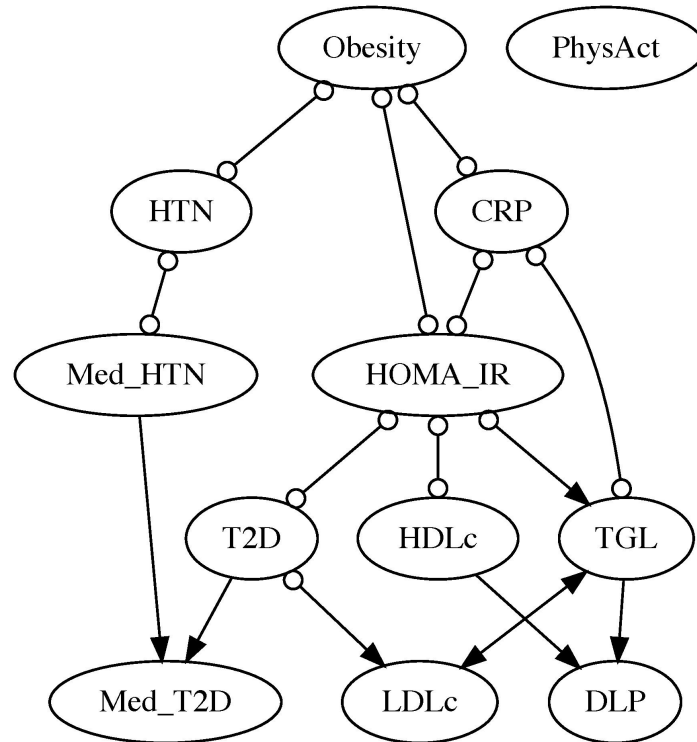 Obesity
PhysAct
HTN
CRP
Med_HTN
HOMA_IR
T2D
HDLc
TGL
Med_T2D
LDLc
DLP